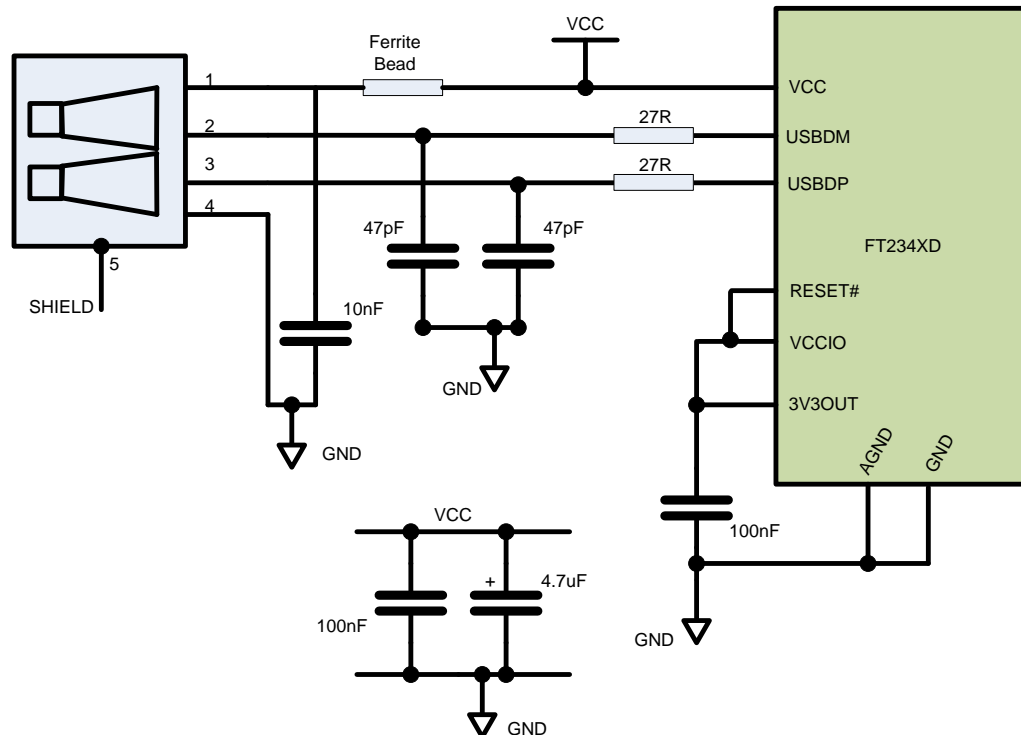 VCC
Ferrite
Bead
1
VCC
27R
2
USBDM
27R
3
USBDP
4
47pF
47pF
FT234XD
5
SHIELD
RESET#
10nF
VCCIO
GND
3V3OUT
GND
AGND
GND
VCC
100nF
+
4.7uF
100nF
GND
GND